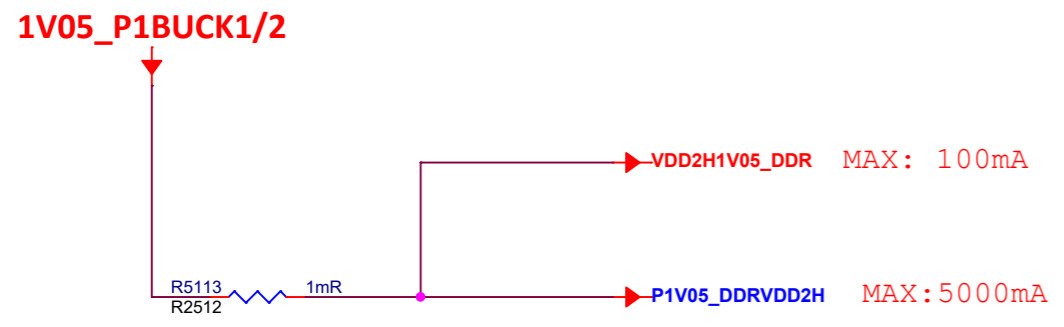 1V05_P1BUCK1/2
VDD2H1V05_DDR MAX: 100mA
R5113 1mR
R2512
P1V05_DDRVDD2H MAX:5000mA